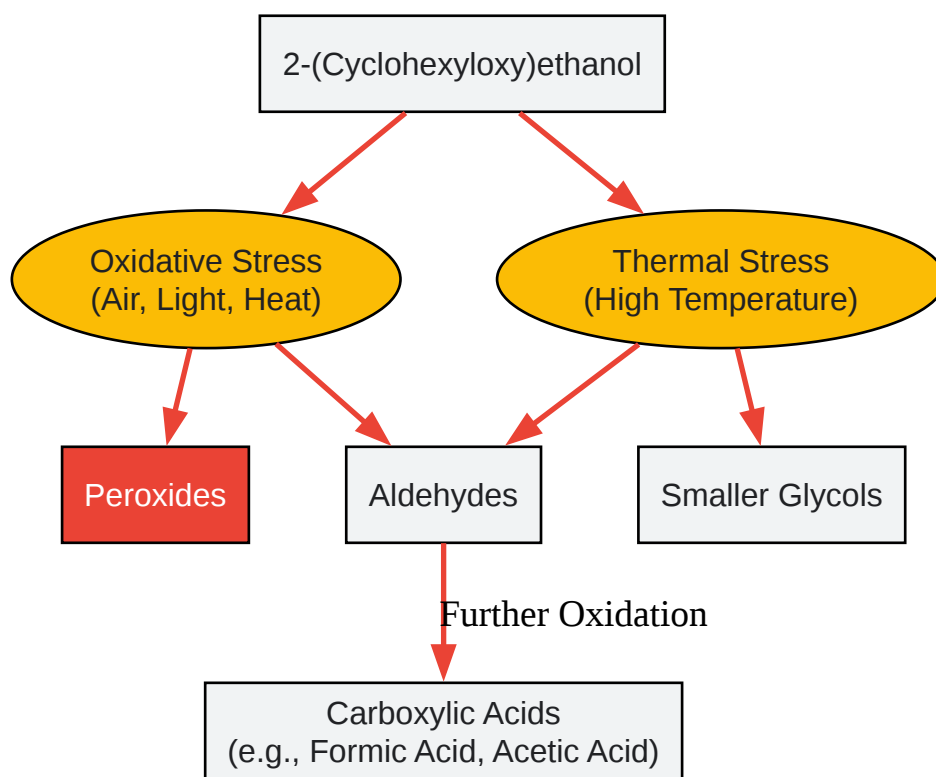 2-(Cyclohexyloxy)ethanol
Oxidative Stress
(Air, Light, Heat)
Thermal Stress
(High Temperature)
Peroxides
Aldehydes
Smaller Glycols
Further Oxidation
Carboxylic Acids
(e.g., Formic Acid, Acetic Acid)